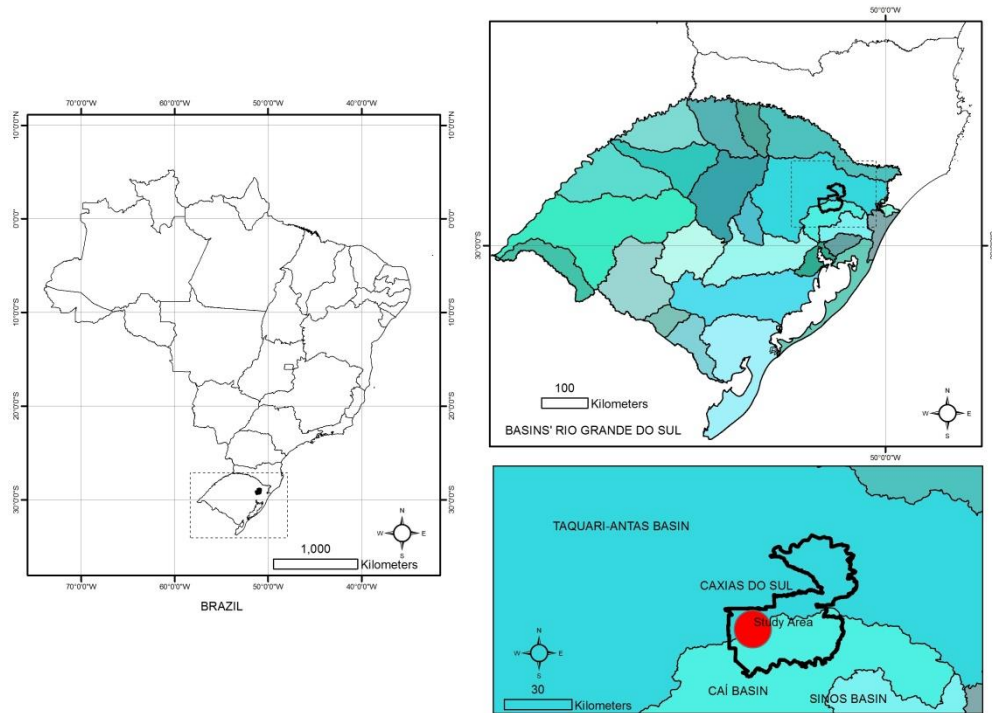 70°0'0"W 60°0'0"W 50°0'0"W 40°0'0"W
10°0'0"N 10°0'0"N
0°0'0" 0°0'0"
10°0'0"S 10°0'0"S
20°0'0"S 20°0'0"S
30°0'0"S 30°0'0"S
N
W E
S
1,000
Kilometers
70°0'0"W 60°0'0"W 50°0'0"W 40°0'0"W
BRAZIL
50°0'0"W
100
Kilometers
BASINS' RIO GRANDE DO SUL
N
W E
S
50°0'0"W
TAQUARI-ANTAS BASIN
CAXIAS DO SUL
Study Area
N
W E
S
CAÍ BASIN
SINOS BASIN
30
Kilometers